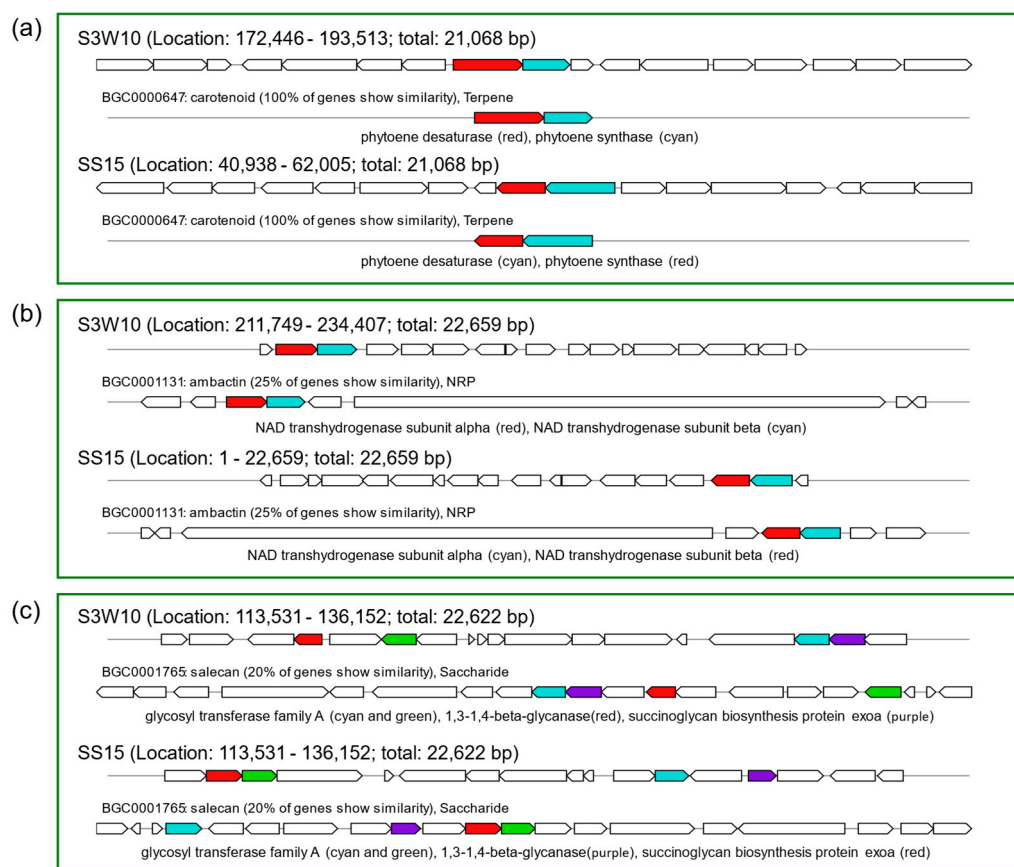 (a)
S3W10 (Location: 172,446 - 193,513; total: 21,068 bp)
BGC0000647: carotenoid (100% of genes show similarity), Terpene
phytoene desaturase (red), phytoene synthase (cyan)
SS15 (Location: 40,938 - 62,005; total: 21,068 bp)
BGC0000647: carotenoid (100% of genes show similarity), Terpene
phytoene desaturase (cyan), phytoene synthase (red)
(b)
S3W10 (Location: 211,749 - 234,407; total: 22,659 bp)
BGC0001131: ambactin (25% of genes show similarity), NRP
NAD transhydrogenase subunit alpha (red), NAD transhydrogenase subunit beta (cyan)
SS15 (Location: 1 - 22,659; total: 22,659 bp)
BGC0001131: ambactin (25% of genes show similarity), NRP
NAD transhydrogenase subunit alpha (cyan), NAD transhydrogenase subunit beta (red)
(c)
S3W10 (Location: 113,531 - 136,152; total: 22,622 bp)
BGC0001765: salecan (20% of genes show similarity), Saccharide
glycosyl transferase family A (cyan and green), 1,3-1,4-beta-glycanase(red), succinoglycan biosynthesis protein exoa (purple)
SS15 (Location: 113,531 - 136,152; total: 22,622 bp)
BGC0001765: salecan (20% of genes show similarity), Saccharide
glycosyl transferase family A (cyan and green), 1,3-1,4-beta-glycanase(purple), succinoglycan biosynthesis protein exoa (red)